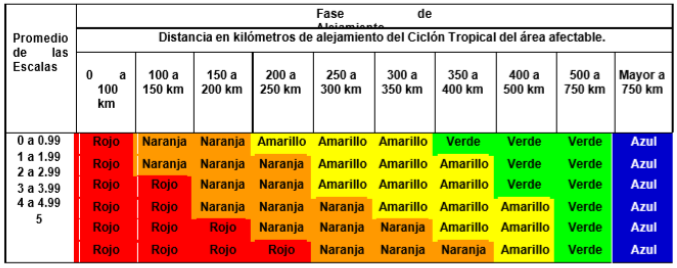 Fase de
Alejamiento
Promedio de las Escalas
Distancia en kilómetros de alejamiento del Ciclón Tropical del área afectable.
0 a 100 km
100 a 150 km
150 a 200 km
200 a 250 km
250 a 300 km
300 a 350 km
350 a 400 km
400 a 500 km
500 a 750 km
Mayor a 750 km
0 a 0.99 Rojo Naranja Naranja Amarillo Amarillo Amarillo Verde Verde Verde Azul
1 a 1.99 Rojo Naranja Naranja Naranja Amarillo Amarillo Amarillo Verde Verde Azul
2 a 2.99 Rojo Rojo Naranja Naranja Amarillo Amarillo Amarillo Verde Verde Azul
3 a 3.99 Rojo Rojo Naranja Naranja Naranja Amarillo Amarillo Amarillo Verde Azul
4 a 4.99 Rojo Rojo Rojo Naranja Naranja Naranja Amarillo Amarillo Verde Azul
5 Rojo Rojo Rojo Rojo Naranja Naranja Naranja Amarillo Verde Azul